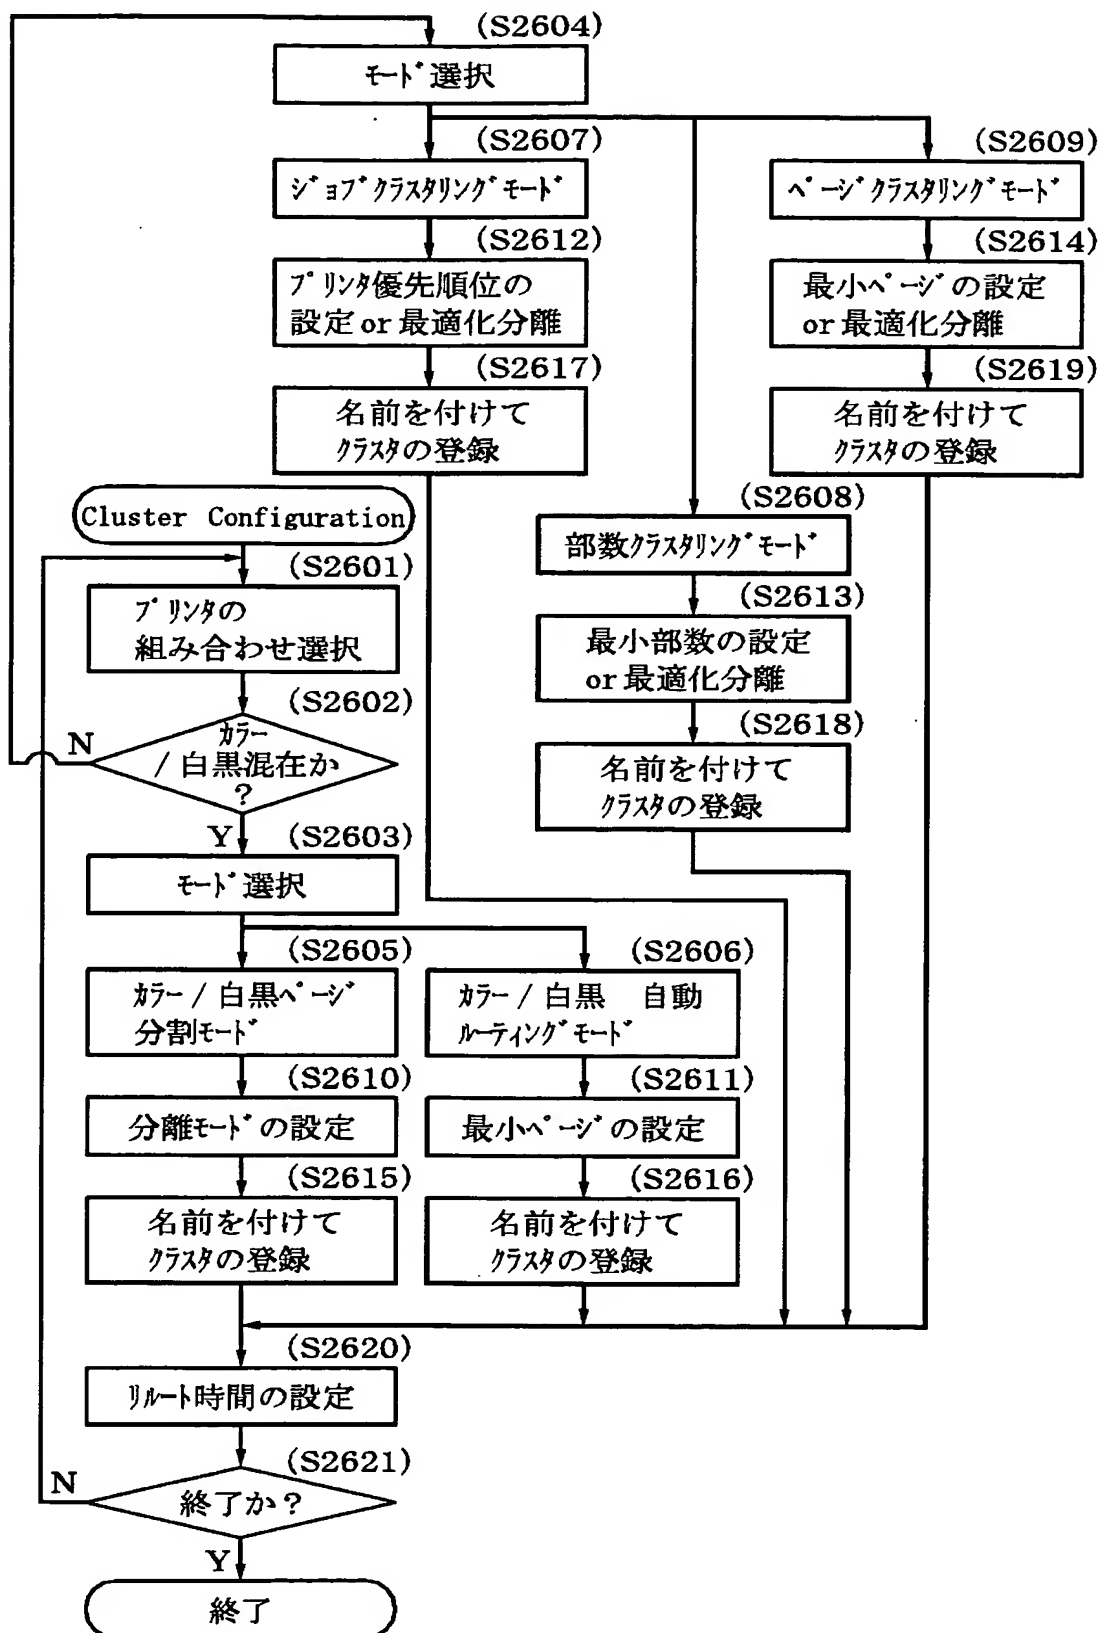 (S2604)
モード選択
(S2607)
ジョブクラスタリングモード
(S2612)
プリンタ優先順位の
設定or最適化分離
(S2617)
名前を付けて
クラスタの登録
(S2609)
ページクラスタリングモード
(S2614)
最小ページの設定
or最適化分離
(S2619)
名前を付けて
クラスタの登録
(S2608)
部数クラスタリングモード
(S2613)
最小部数の設定
or最適化分離
(S2618)
名前を付けて
クラスタの登録
Cluster Configuration
(S2601)
プリンタの
組み合わせ選択
(S2602)
カラー
/白黒混在か
?
N
Y
(S2603)
モード選択
(S2605)
カラー/白黒ページ
分割モード
(S2610)
分離モードの設定
(S2615)
名前を付けて
クラスタの登録
(S2606)
カラー/白黒 自動
ルーティングモード
(S2611)
最小ページの設定
(S2616)
名前を付けて
クラスタの登録
(S2620)
リルート時間の設定
(S2621)
終了か?
N
Y
終了